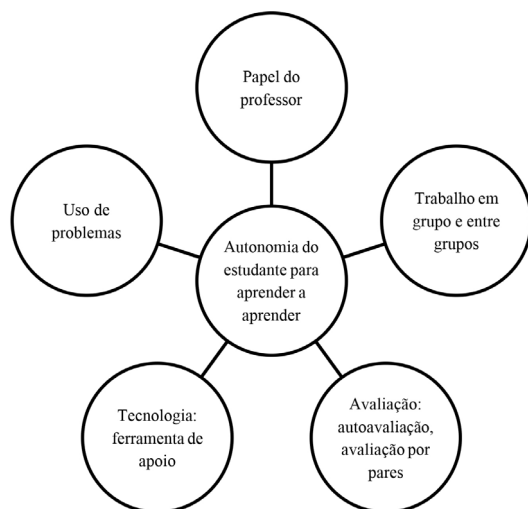 Papel do
professor
Uso de
problemas
Trabalho em
grupo e entre
grupos
Autonomia do
estudante para
aprender a
aprender
Tecnologia:
ferramenta de
apoio
Avaliação:
autoavaliação,
avaliação por
pares